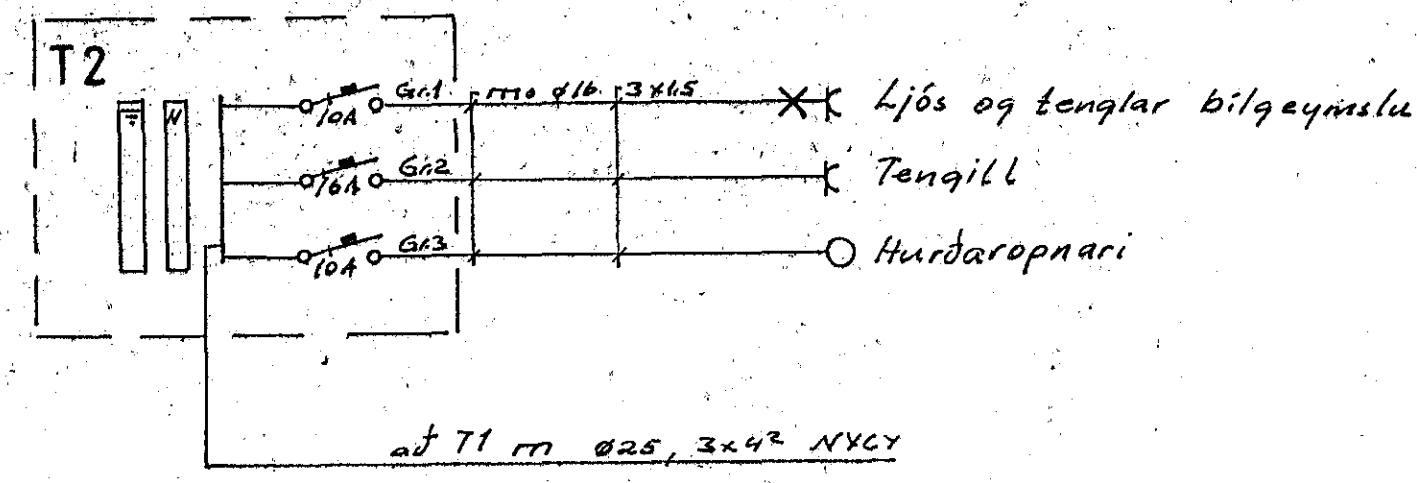 T2
N
10A Gr.1 mo ø16 3x1.5 Ljós og tenglar bílgeymslu
16A Gr.2 Tengill
10A Gr.3 Hurðaropnari
að T1 m ø25, 3x4² NYCY